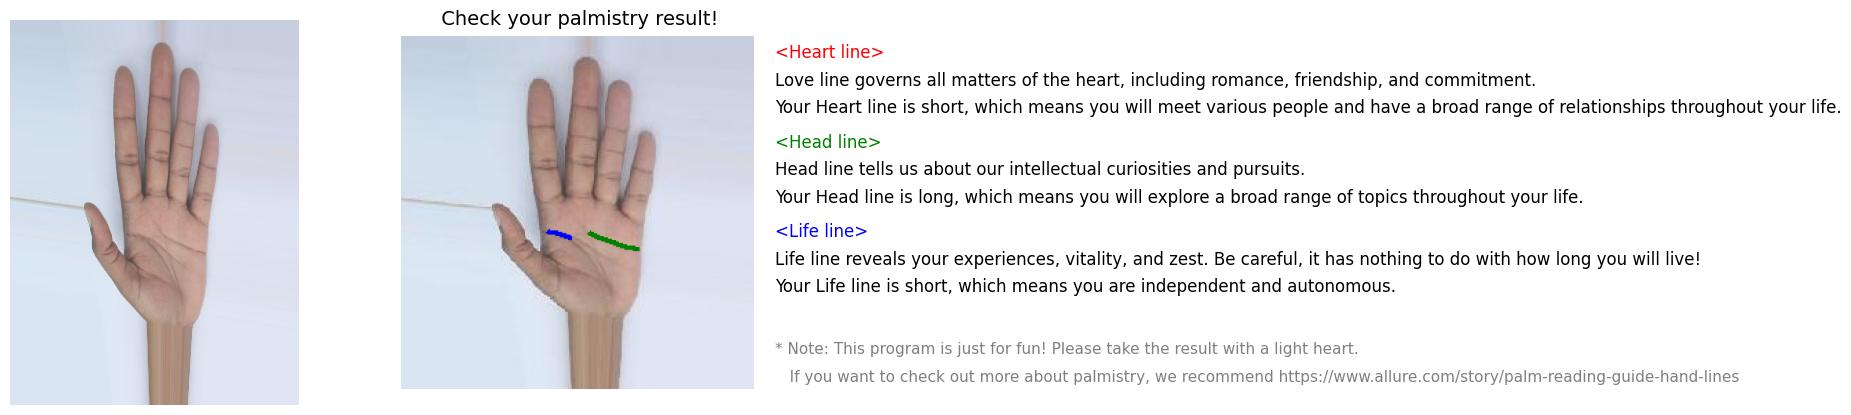 Check your palmistry result!
<Heart line>
Love line governs all matters of the heart, including romance, friendship, and commitment.
Your Heart line is short, which means you will meet various people and have a broad range of relationships throughout your life.
<Head line>
Head line tells us about our intellectual curiosities and pursuits.
Your Head line is long, which means you will explore a broad range of topics throughout your life.
<Life line>
Life line reveals your experiences, vitality, and zest. Be careful, it has nothing to do with how long you will live!
Your Life line is short, which means you are independent and autonomous.
* Note: This program is just for fun! Please take the result with a light heart.
If you want to check out more about palmistry, we recommend https://www.allure.com/story/palm-reading-guide-hand-lines